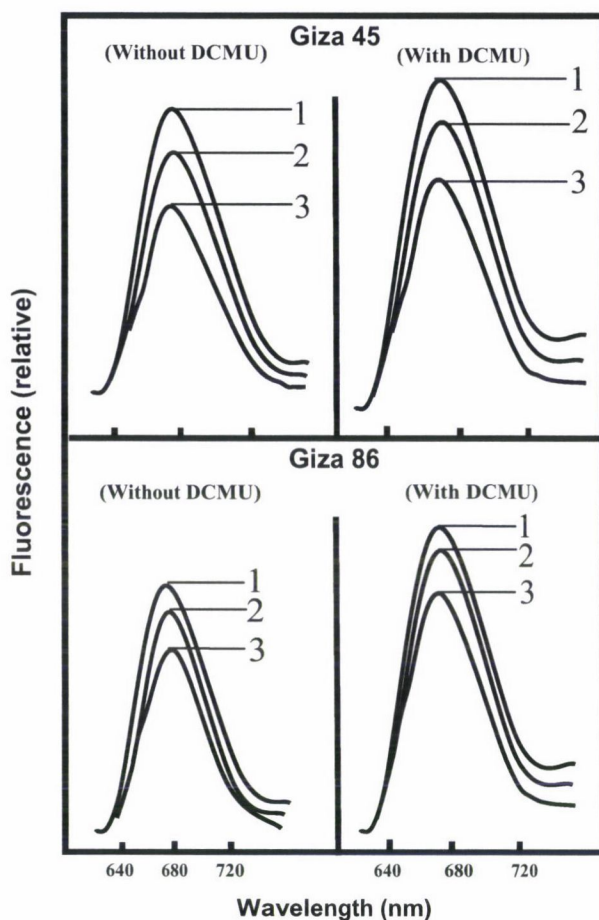 Giza 45
(Without DCMU)
(With DCMU)
1
2
3
1
2
3
Giza 86
(Without DCMU)
(With DCMU)
1
2
3
1
2
3
640 680 720 640 680 720
Fluorescence (relative)
Wavelength (nm)